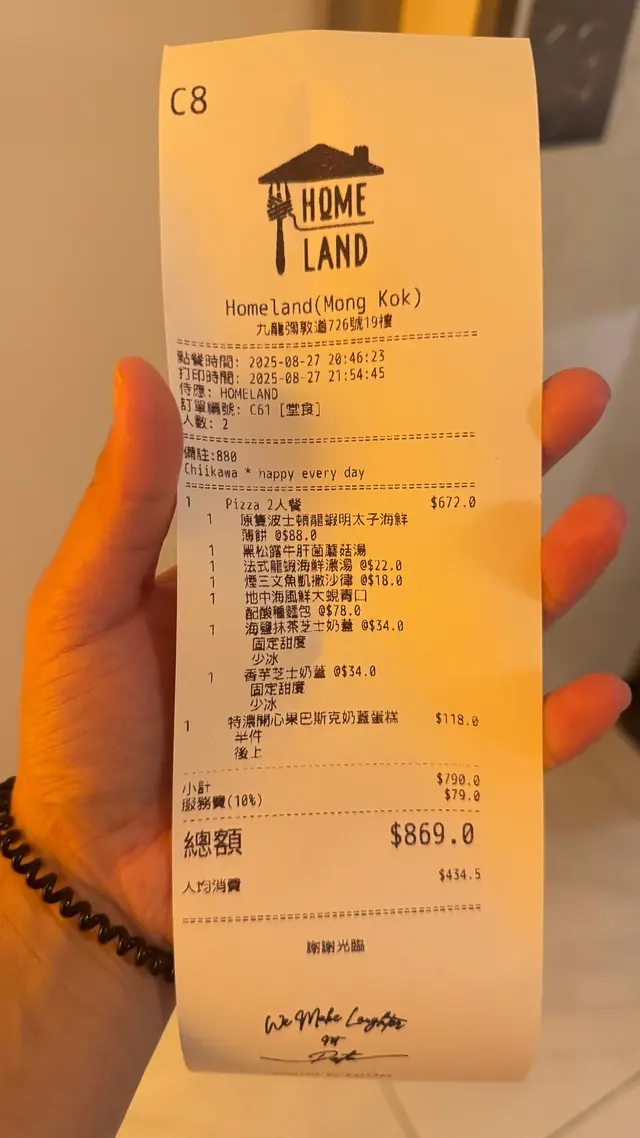 C8
HOME
LAND
Homeland(Mong Kok)
九龍彌敦道726號19樓
點餐時間: 2025-08-27 20:46:23
打印時間: 2025-08-27 21:54:45
侍應: HOMELAND
訂單編號: C61 [堂食]
人數: 2
備註:880
Chiikawa * happy every day
1 Pizza 2人餐 $672.0
1 原隻波士頓龍蝦明太子海鮮
薄餅 @$88.0
1 黑松露牛肝菌蘑菇湯
1 法式龍蝦海鮮濃湯 @$22.0
1 煙三文魚凱撒沙律 @$18.0
1 地中海風鮮大蜆青口
配酸種麵包 @$78.0
1 海鹽抹茶芝士奶蓋 @$34.0
固定甜度
少冰
1 香芋芝士奶蓋 @$34.0
固定甜度
少冰
1 特濃開心果巴斯克奶蓋蛋糕 $118.0
半件
後上
小計 $790.0
服務費(10%) $79.0
總額 $869.0
人均消費 $434.5
謝謝光臨
We Make Laughter